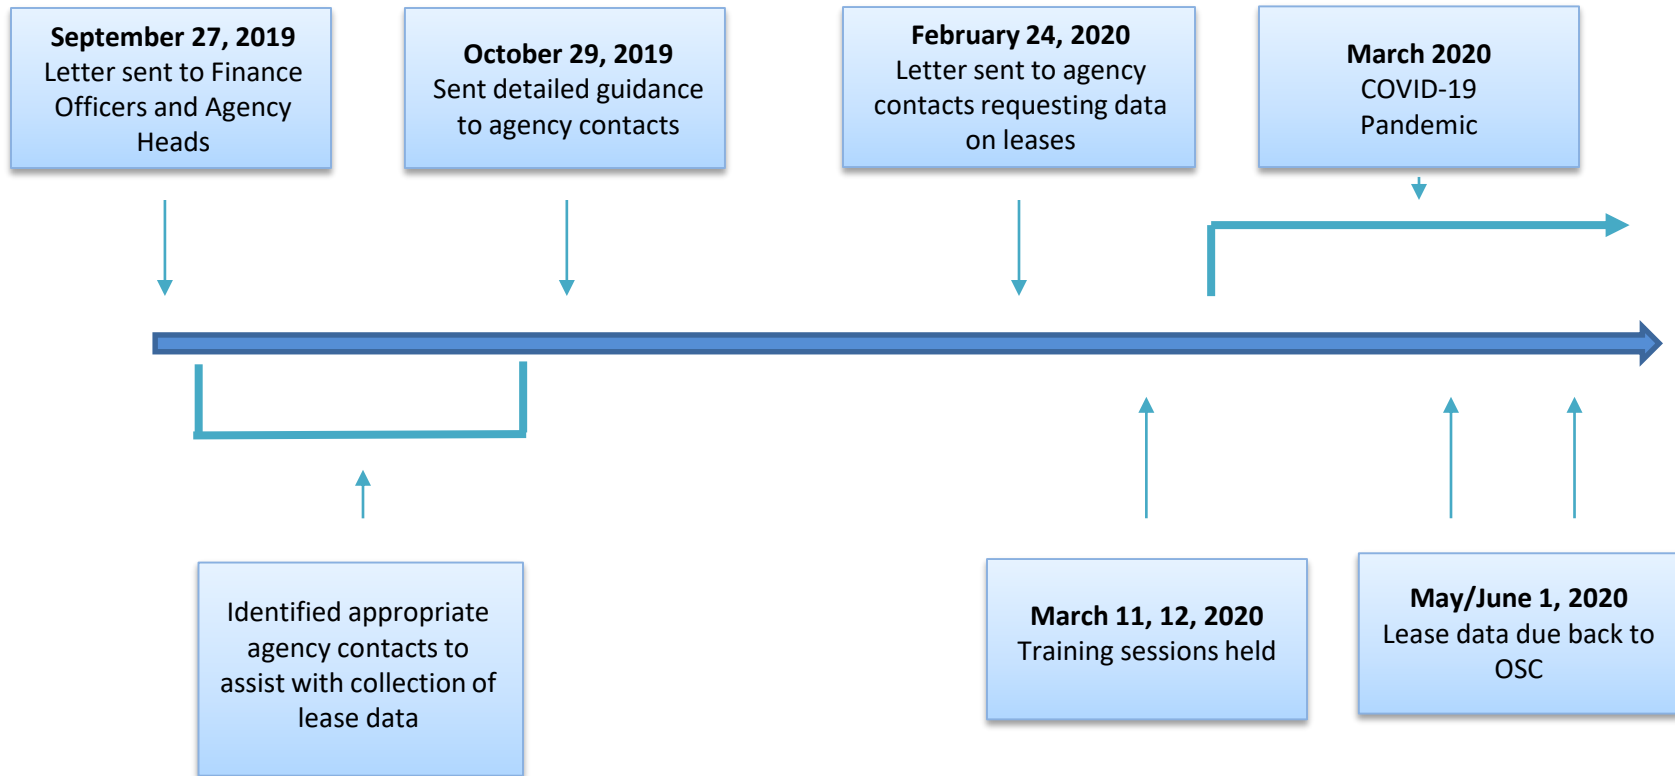 September 27, 2019
Letter sent to Finance
Officers and Agency
Heads
October 29, 2019
Sent detailed guidance
to agency contacts
February 24, 2020
Letter sent to agency
contacts requesting data
on leases
March 2020
COVID-19
Pandemic
Identified appropriate
agency contacts to
assist with collection of
lease data
March 11, 12, 2020
Training sessions held
May/June 1, 2020
Lease data due back to
OSC